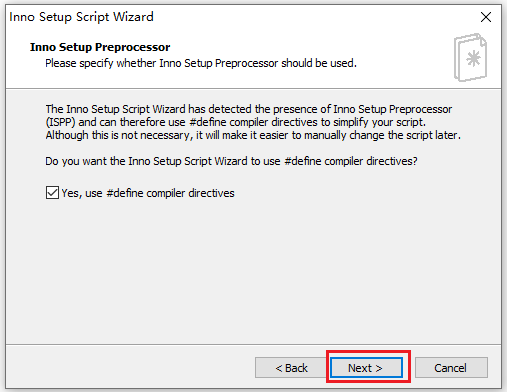 Inno Setup Script Wizard
Inno Setup Preprocessor
Please specify whether Inno Setup Preprocessor should be used.
The Inno Setup Script Wizard has detected the presence of Inno Setup Preprocessor
(ISPP) and can therefore use #define compiler directives to simplify your script.
Although this is not necessary, it will make it easier to manually change the script later.
Do you want the Inno Setup Script Wizard to use #define compiler directives?
Yes, use #define compiler directives
< Back
Next >
Cancel